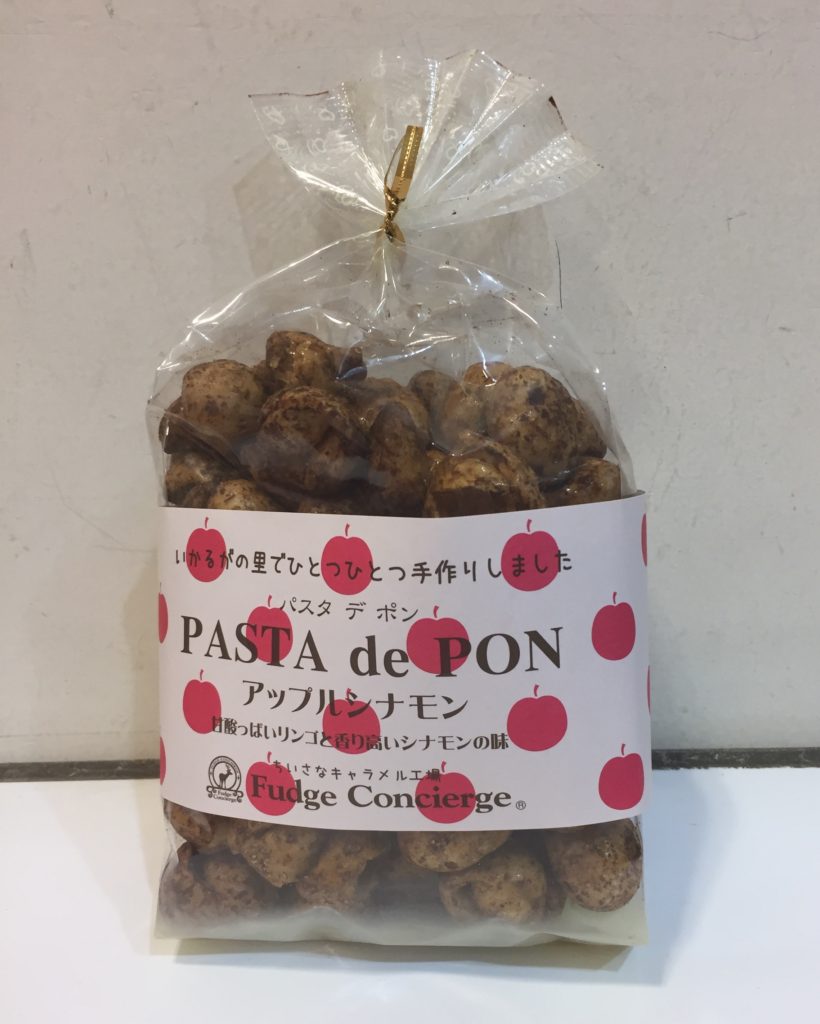 いかるがの里でひとつひとつ手作りしました
パスタ デ ポン
PASTA de PON
アップルシナモン
甘酸っぱいリンゴと香り高いシナモンの味
ちいさなキャラメル工場
Fudge Concierge®
Fudge
Concierge